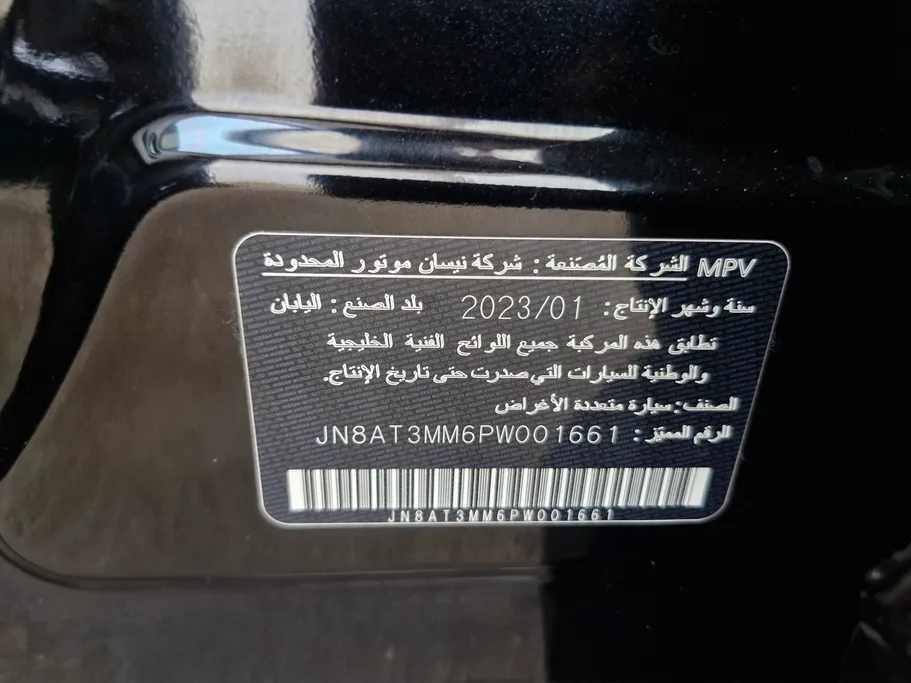 MPV الشركة المُصَنعة : شركة نيسان موتور المحدودة
سنة وشهر الإنتاج: 2023/01 بلد الصنع : اليابان
تطابق هذه المركبة جميع اللوائح الفنية الخليجية
والوطنية للسيارات التي صدرت حتى تاريخ الإنتاج.
الصنف: سيارة متعددة الأغراض
الرقم المميّز : JN8AT3MM6PW001661
JN8AT3MM6PW001661